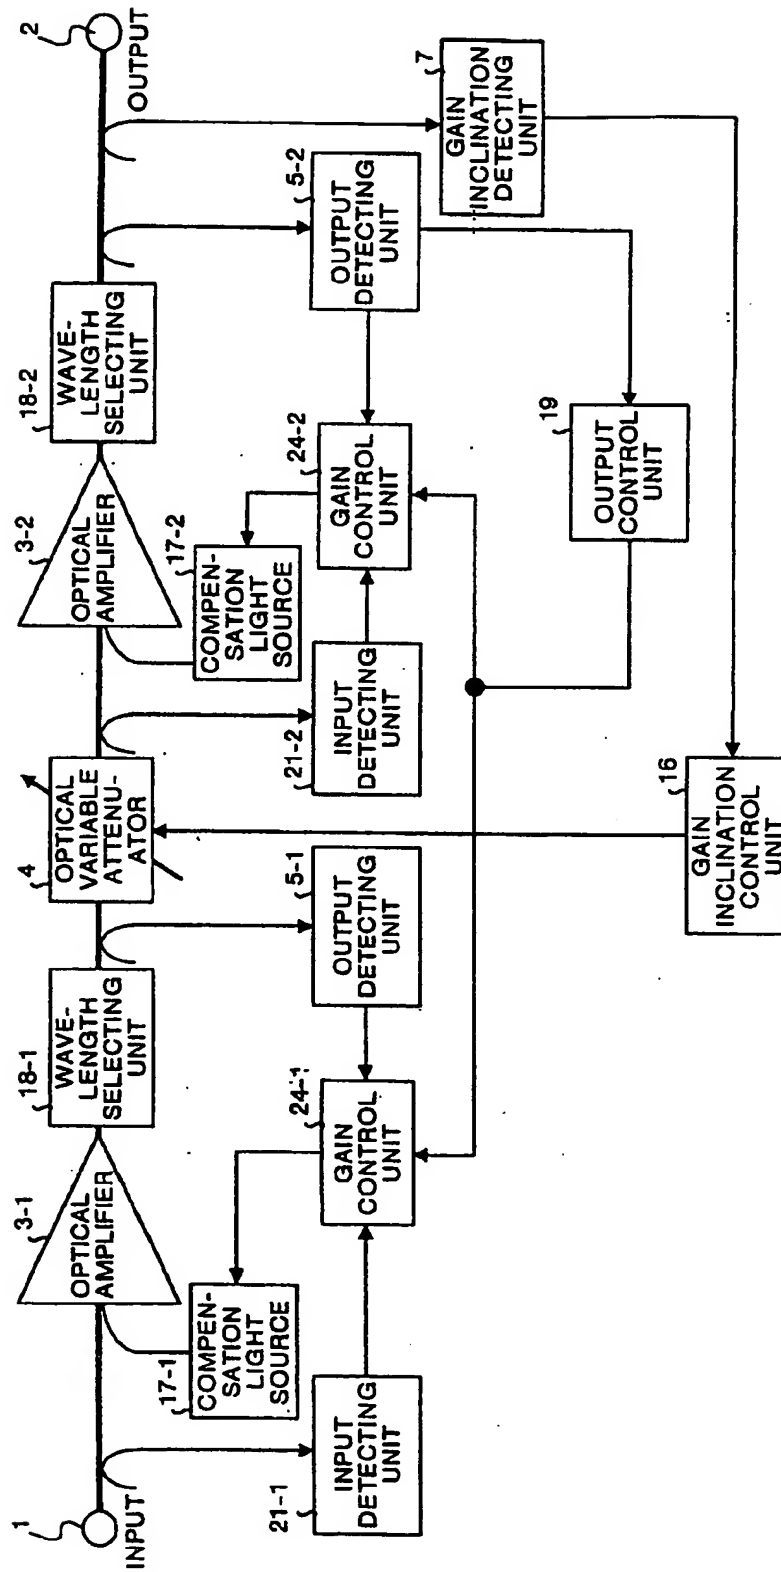 1
INPUT
3-1
OPTICAL
AMPLIFIER
18-1
WAVE-
LENGTH
SELECTING
UNIT
4
OPTICAL
VARIABLE
ATTENU-
ATOR
3-2
OPTICAL
AMPLIFIER
18-2
WAVE-
LENGTH
SELECTING
UNIT
2
OUTPUT
17-1
COMPEN-
SATION
LIGHT
SOURCE
17-2
COMPEN-
SATION
LIGHT
SOURCE
21-1
INPUT
DETECTING
UNIT
24-1
GAIN
CONTROL
UNIT
5-1
OUTPUT
DETECTING
UNIT
21-2
INPUT
DETECTING
UNIT
24-2
GAIN
CONTROL
UNIT
5-2
OUTPUT
DETECTING
UNIT
7
GAIN
INCLINATION
DETECTING
UNIT
19
OUTPUT
CONTROL
UNIT
16
GAIN
INCLINATION
CONTROL
UNIT